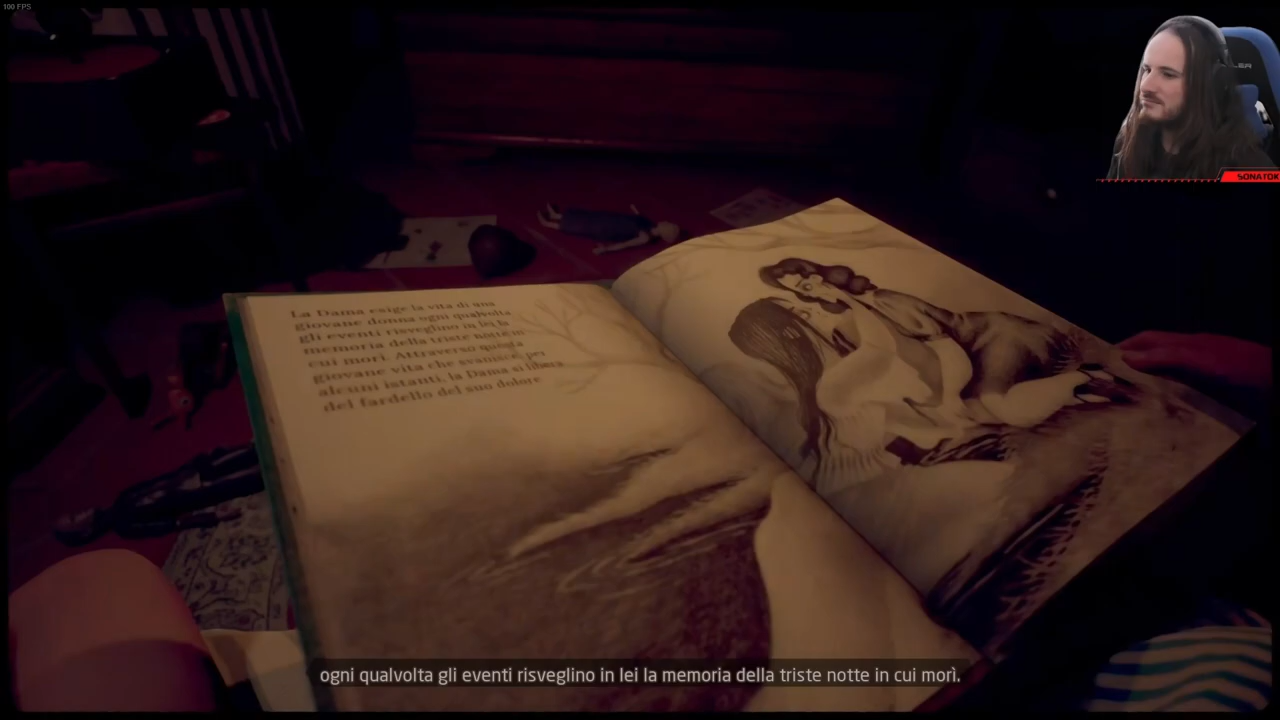 100 FPS
SONATOK
La Dama esige la vita di una
giovane donna ogni qualvolta
gli eventi risveglino in lei la
memoria della triste notte in
cui morì. Attraverso questa
giovane vita che svanisce, per
alcuni istanti, la Dama si libera
del fardello del suo dolore
ogni qualvolta gli eventi risveglino in lei la memoria della triste notte in cui morì.